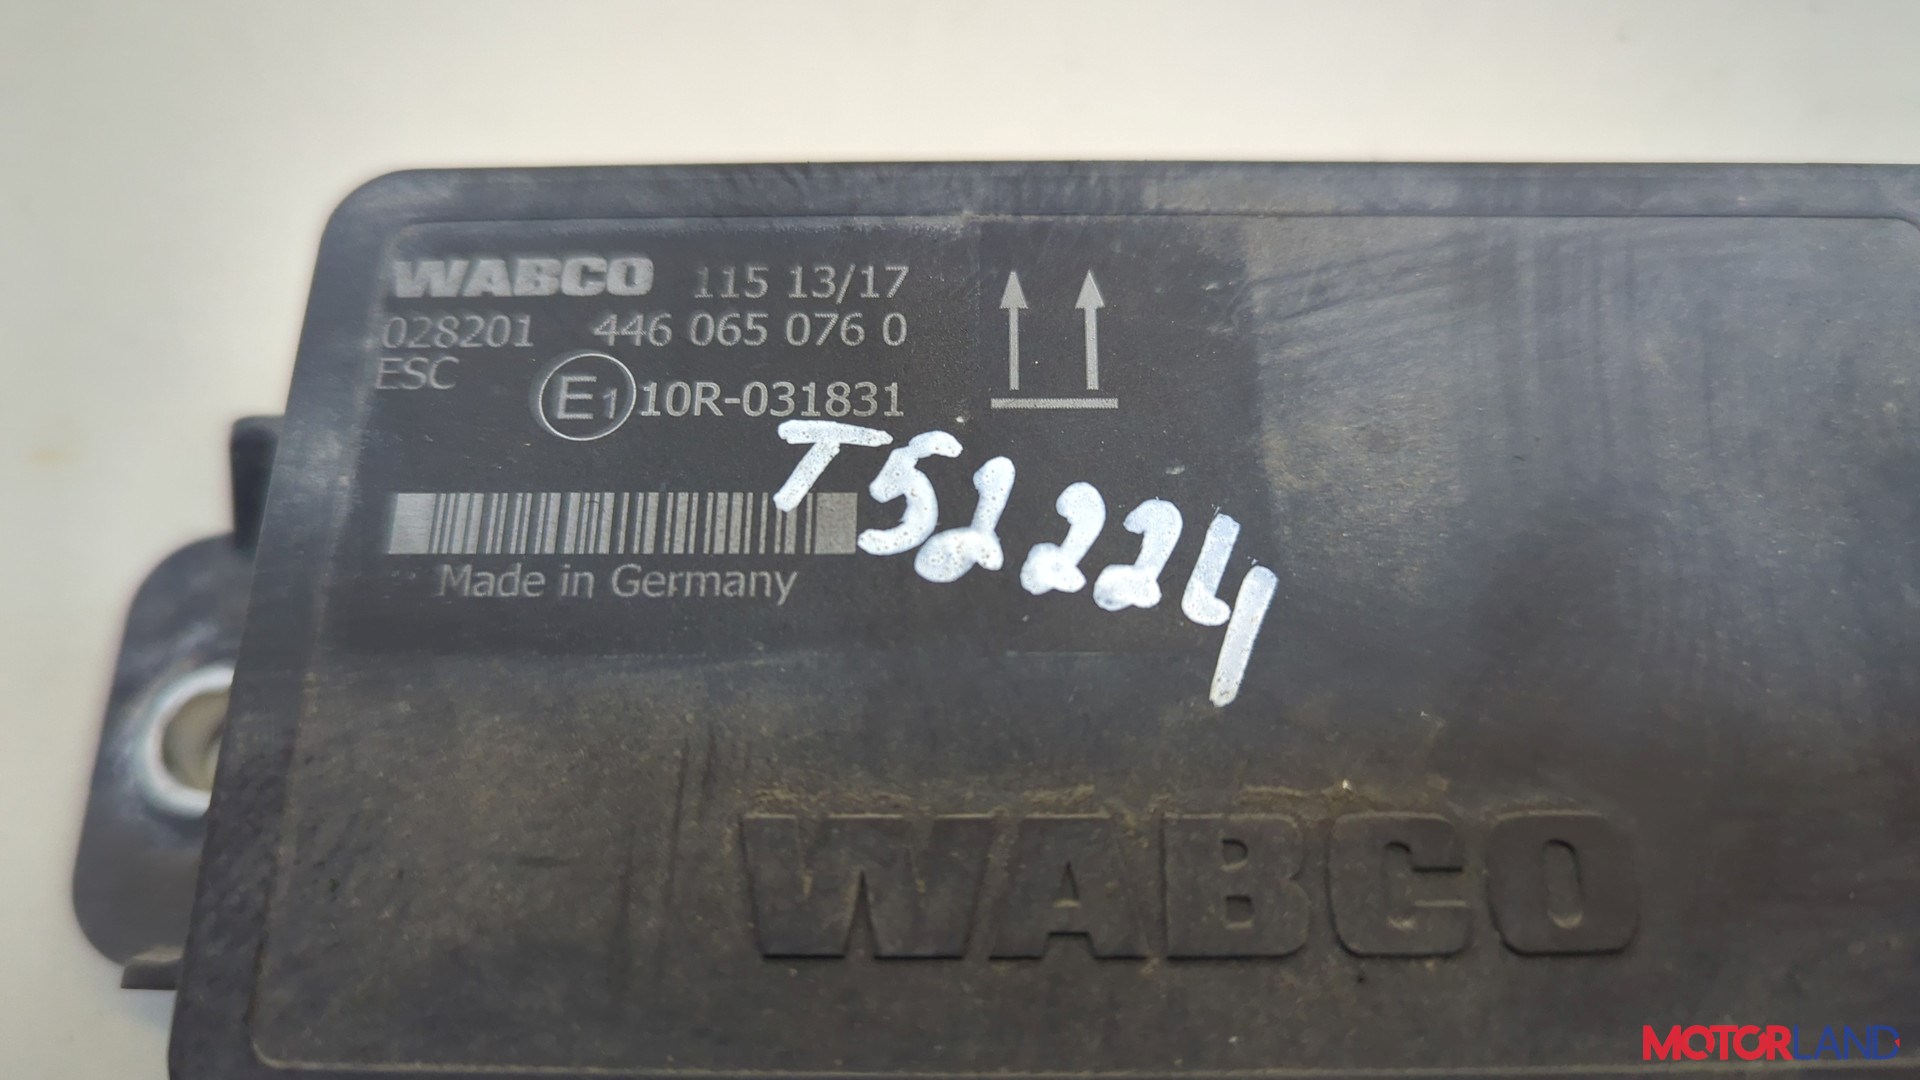 WABCO 115 13/17
028201 446 065 076 0
ESC
E1 10R-031831
T52224
Made in Germany
WABCO
MOTORLAND